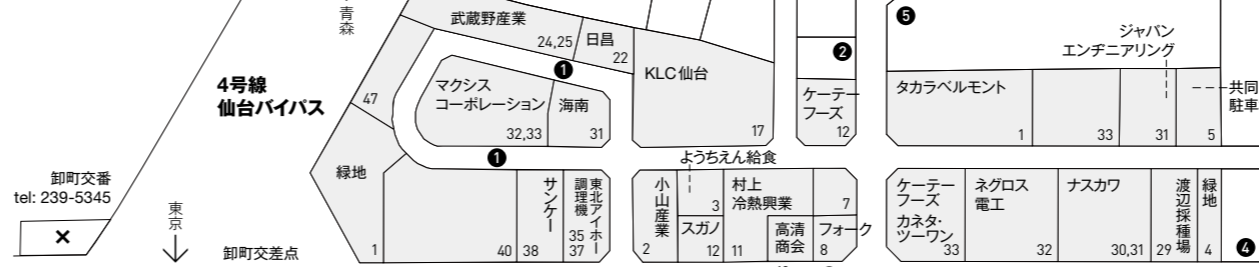 青森
武蔵野産業
24,25
日昌
22
❶
❷
❺
ジャパン
エンヂニアリング
4号線
仙台バイパス
47
マクシス
コーポレーション
32,33
海南
31
KLC仙台
17
ケーテー
フーズ
12
タカラベルモント
1
33
31
5
共同
駐車
❶
ようちえん給食
卸町交番
tel: 239-5345
×
東京
卸町交差点
緑地
1
40
サンケー
38
東北アイホー
調理機
35
37
小山産業
2
3
スガノ
12
村上
冷熱興業
11
高清
商会
7
フォーク
8
ケーテー
フーズ
カネタ・
ツーワン
33
ネグロス
電工
32
ナスカワ
30,31
渡辺採種場
29
緑地
4
❹